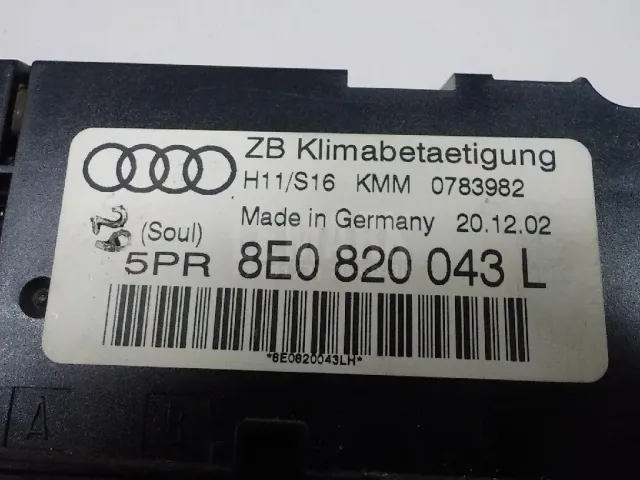 ZB Klimabetaetigung
H11/S16 KMM 0783982
Made in Germany 20.12.02
(Soul)
5PR 8E0 820 043 L
*8E0820043LH*
A